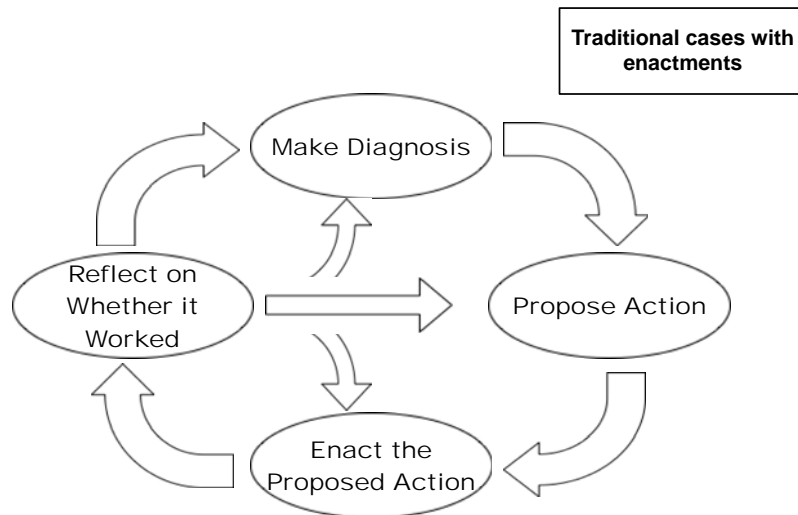 Traditional cases with
enactments
Make Diagnosis
Reflect on
Whether it
Worked
Propose Action
Enact the
Proposed Action